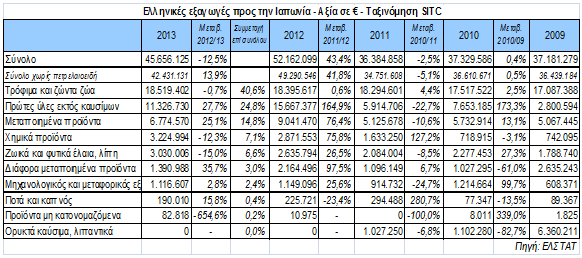 Ελληνικές εξαγωγές προς την Ιαπωνία - Αξία σε € - Ταξινόμηση SITC
2013 Μεταβ. 2012/13 Συμμετοχή επί συνόλου 2012 Μεταβ. 2011/12 2011 Μεταβ. 2010/11 2010 Μεταβ. 2010/09 2009
Σύνολο 45.656.125 -12,5% 52.162.099 43,4% 36.384.858 -2,5% 37.329.586 0,4% 37.181.279
Σύνολο χωρίς πετρελαιοειδή 42.431.131 13,9% 49.290.546 41,8% 34.751.608 -5,1% 36.610.671 0,5% 36.439.184
Τρόφιμα και ζώντα ζώα 18.519.402 -0,7% 40,6% 18.395.617 0,6% 18.294.601 4,4% 17.517.522 2,5% 17.087.388
Πρώτες ύλες εκτός καυσίμων 11.326.730 27,7% 24,8% 15.667.377 164,9% 5.914.706 -22,7% 7.653.185 173,3% 2.800.594
Μεταποιημένα προϊόντα 6.774.570 25,1% 14,8% 9.041.970 76,4% 5.125.678 -10,6% 5.732.914 13,1% 5.067.445
Χημικά προϊόντα 3.224.994 -12,3% 7,1% 2.871.553 75,8% 1.633.250 127,2% 718.915 -3,1% 742.095
Ζωικά και φυτικά έλαια, λίπη 3.030.006 -15,0% 6,6% 2.635.794 26,5% 2.084.004 -8,5% 2.277.453 27,3% 1.788.740
Διάφορα μεταποιημένα προϊόντα 1.390.988 35,7% 3,0% 2.164.496 97,5% 1.096.149 6,7% 1.027.295 -61,0% 2.635.243
Μηχανολογικός και μεταφορικός εξ 1.116.607 2,8% 2,4% 1.149.096 25,6% 914.732 -24,7% 1.214.664 99,7% 608.371
Ποτά και καπνός 190.010 15,8% 0,4% 225.721 -23,4% 294.488 280,7% 77.347 -13,5% 89.367
Προϊόντα μη κατονομαζόμενα 82.818 -654,6% 0,2% 10.975 - 0 -100,0% 8.011 339,0% 1.825
Ορυκτά καύσιμα, λιπαντικά 0 - 0,0% 0 - 1.027.250 -6,8% 1.102.280 -82,7% 6.360.211
Πηγή: ΕΛΣΤΑΤ